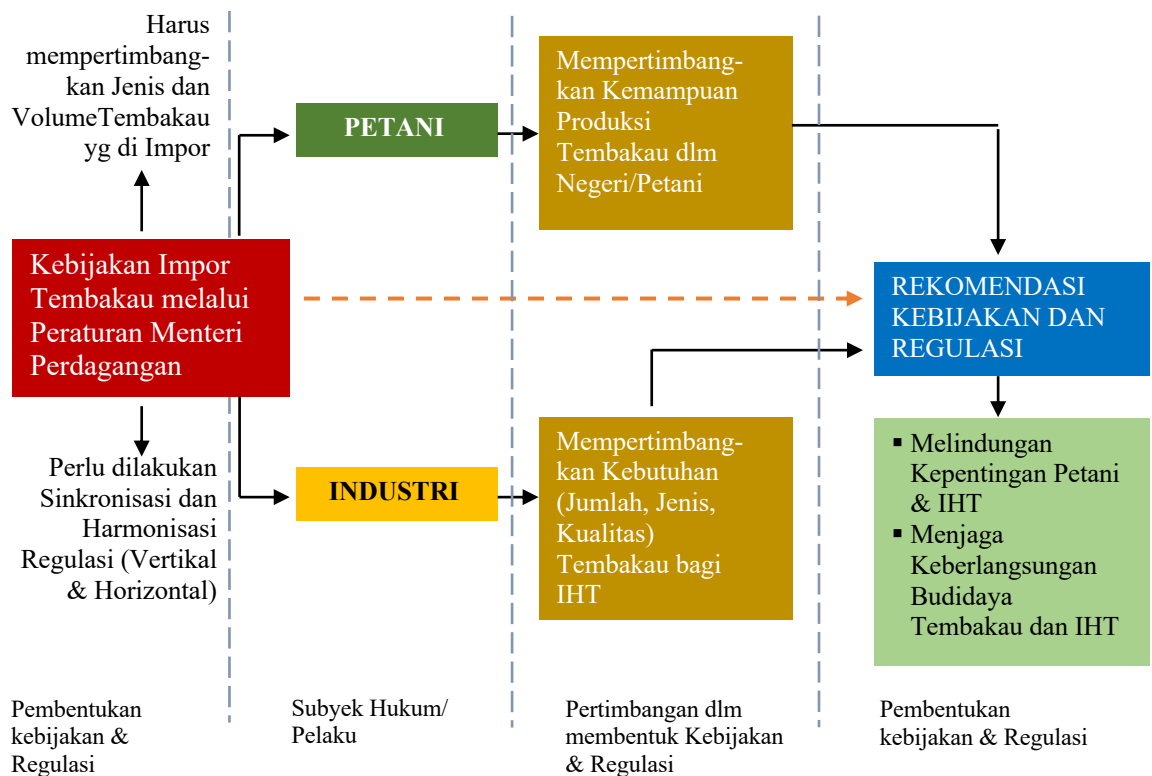 Harus
mempertimbang-
kan Jenis dan
VolumeTembakau
yg di Impor
Kebijakan Impor
Tembakau melalui
Peraturan Menteri
Perdagangan
Perlu dilakukan
Sinkronisasi dan
Harmonisasi
Regulasi (Vertikal
& Horizontal)
PETANI
INDUSTRI
Mempertimbang-
kan Kemampuan
Produksi
Tembakau dlm
Negeri/Petani
Mempertimbang-
kan Kebutuhan
(Jumlah, Jenis,
Kualitas)
Tembakau bagi
IHT
REKOMENDASI
KEBIJAKAN DAN
REGULASI
▪ Melindungan
Kepentingan Petani
& IHT
▪ Menjaga
Keberlangsungan
Budidaya
Tembakau dan IHT
Pembentukan
kebijakan &
Regulasi
Subyek Hukum/
Pelaku
Pertimbangan dlm
membentuk Kebijakan
& Regulasi
Pembentukan
kebijakan & Regulasi